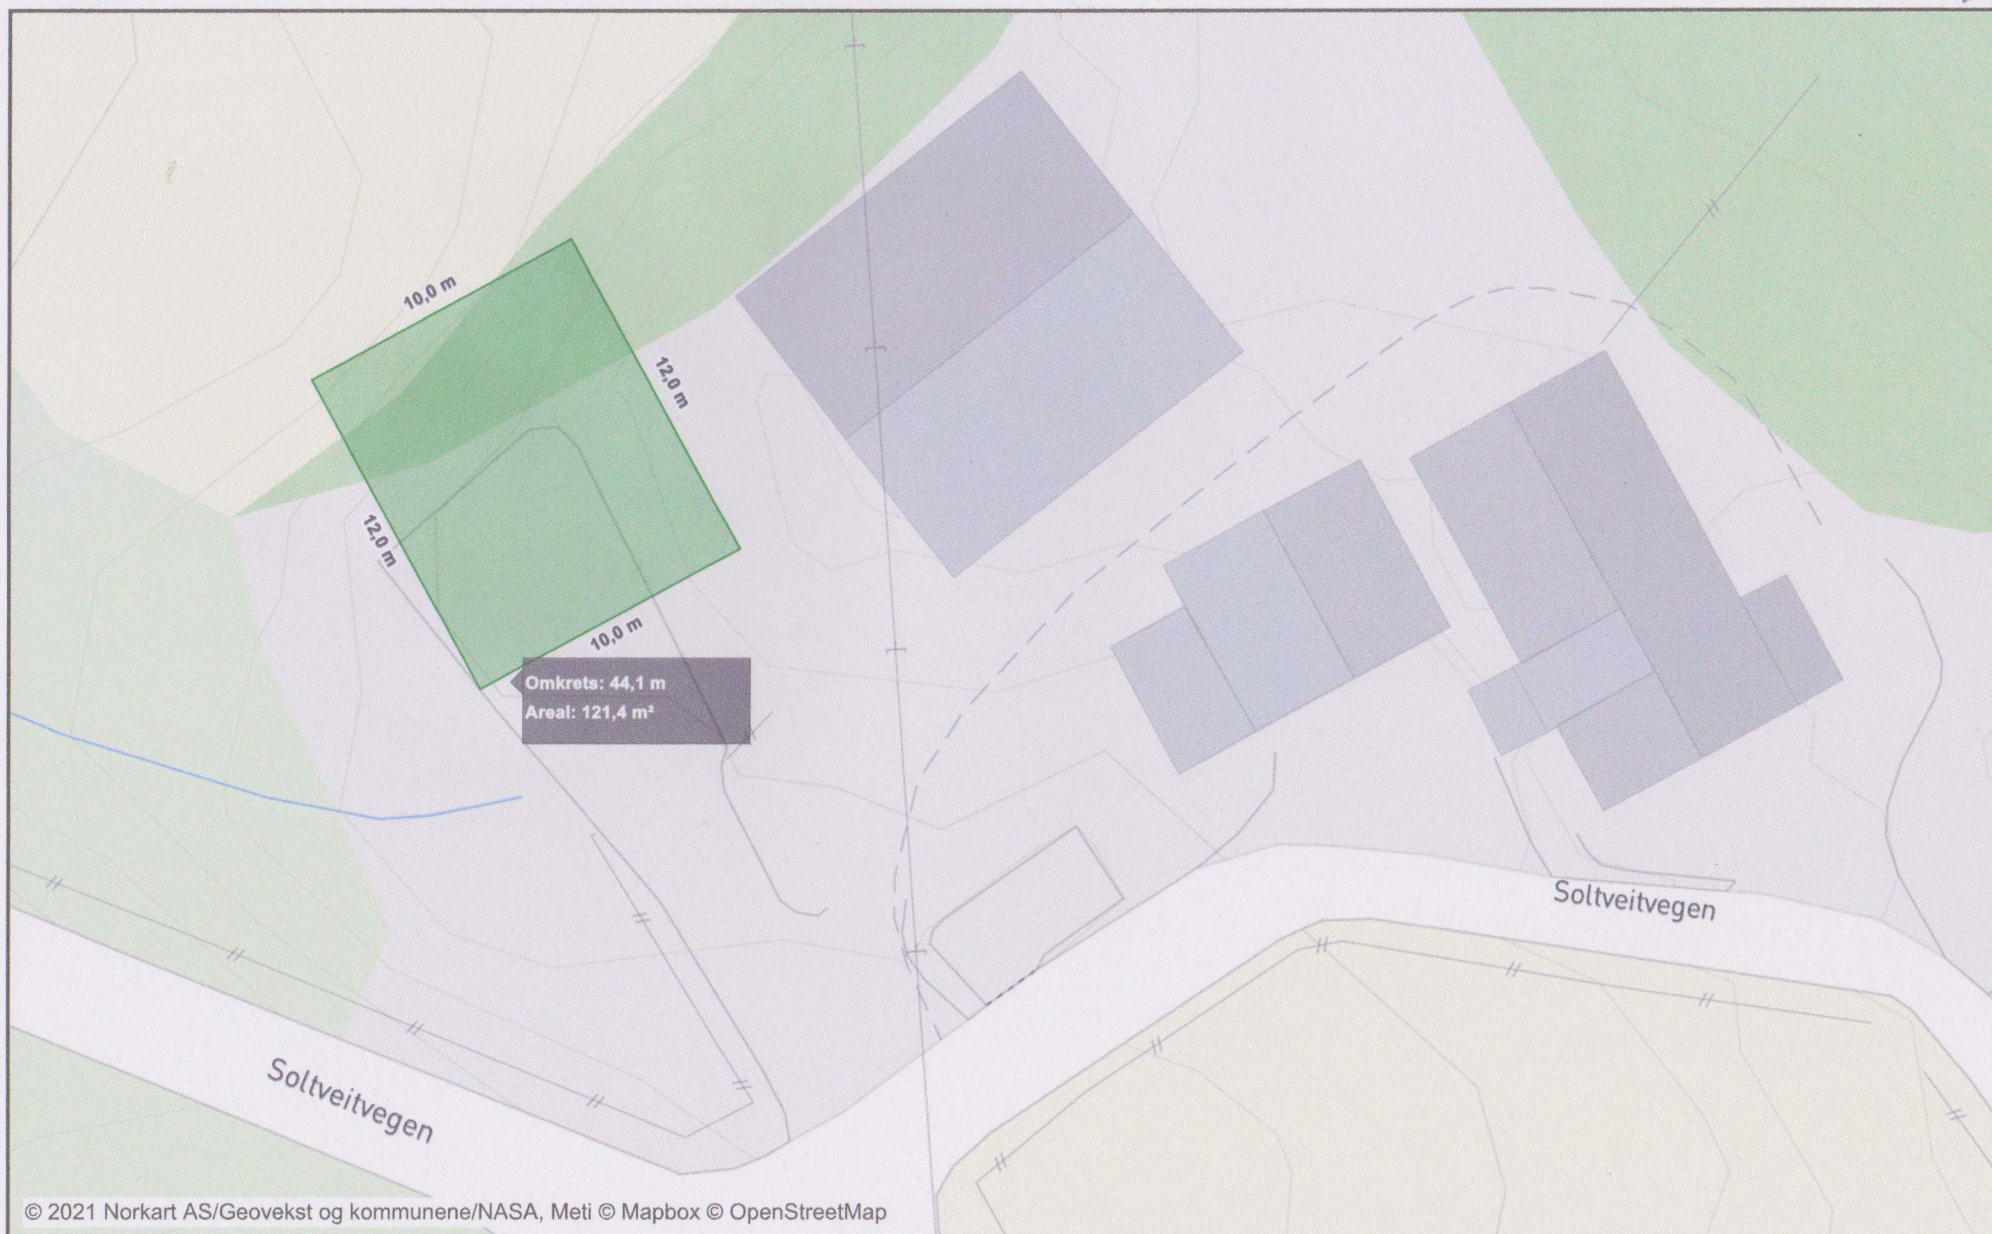 10,0 m
12,0 m
12,0 m
10,0 m
Omkrets: 44,1 m
Areal: 121,4 m²
Soltveitvegen
Soltveitvegen
© 2021 Norkart AS/Geovekst og kommunene/NASA, Meti © Mapbox © OpenStreetMap